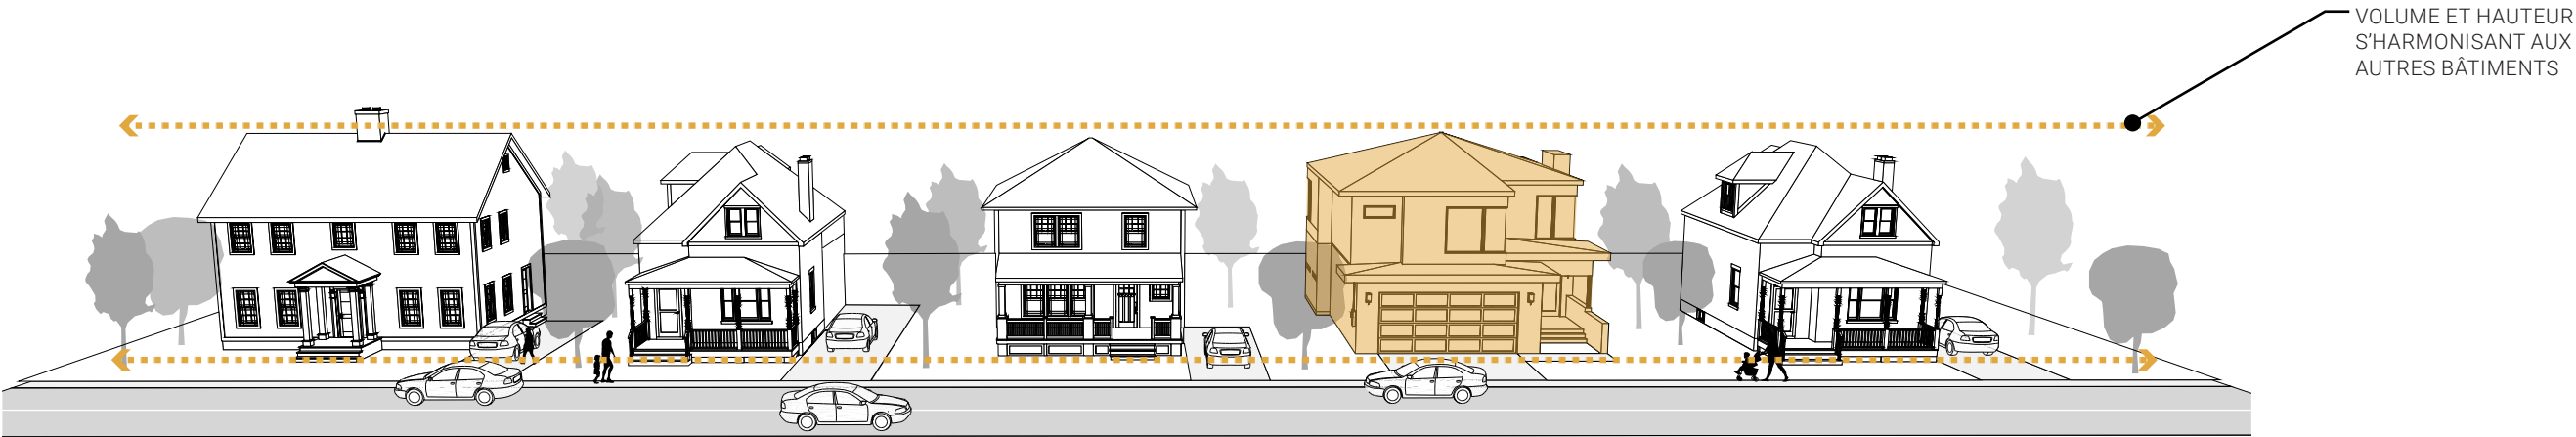 VOLUME ET HAUTEUR
S'HARMONISANT AUX
AUTRES BÂTIMENTS